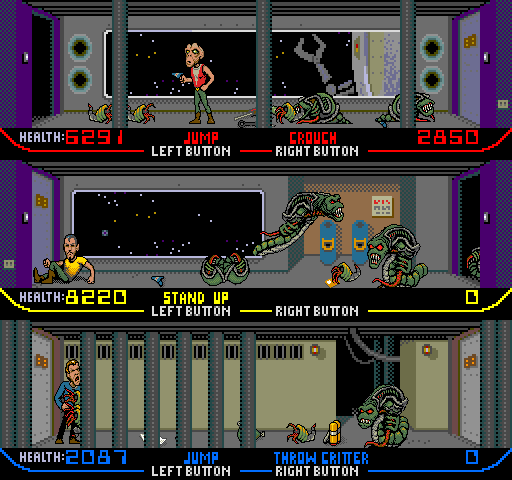 HEALTH: 6291 JUMP CROUCH 2850
LEFT BUTTON RIGHT BUTTON
HEALTH: 8220 STAND UP 0
LEFT BUTTON RIGHT BUTTON
HEALTH: 2087 JUMP THROW CRITTER 0
LEFT BUTTON RIGHT BUTTON